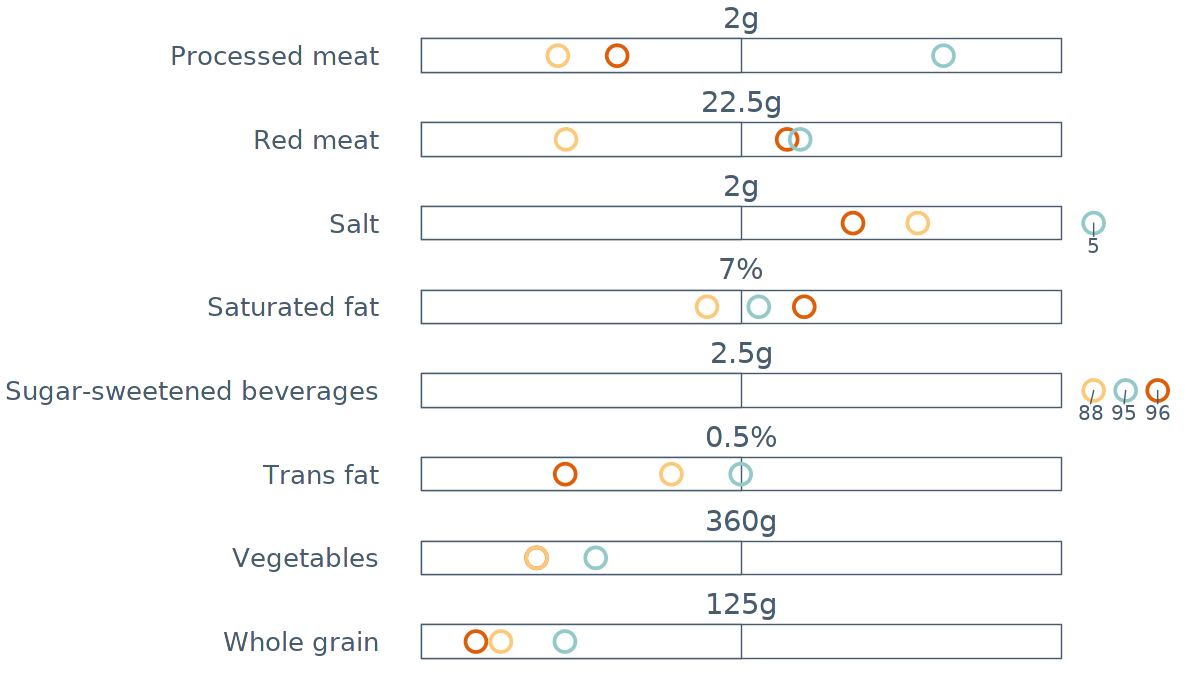 2g
Processed meat
22.5g
Red meat
2g
Salt
5
7%
Saturated fat
2.5g
Sugar-sweetened beverages
88 95 96
0.5%
Trans fat
360g
Vegetables
125g
Whole grain